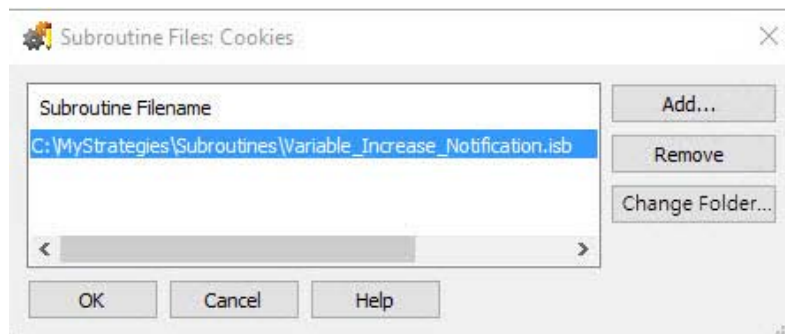 Subroutine Files: Cookies
Subroutine Filename
C:\MyStrategies\Subroutines\Variable_Increase_Notification.isb
Add...
Remove
Change Folder...
OK
Cancel
Help